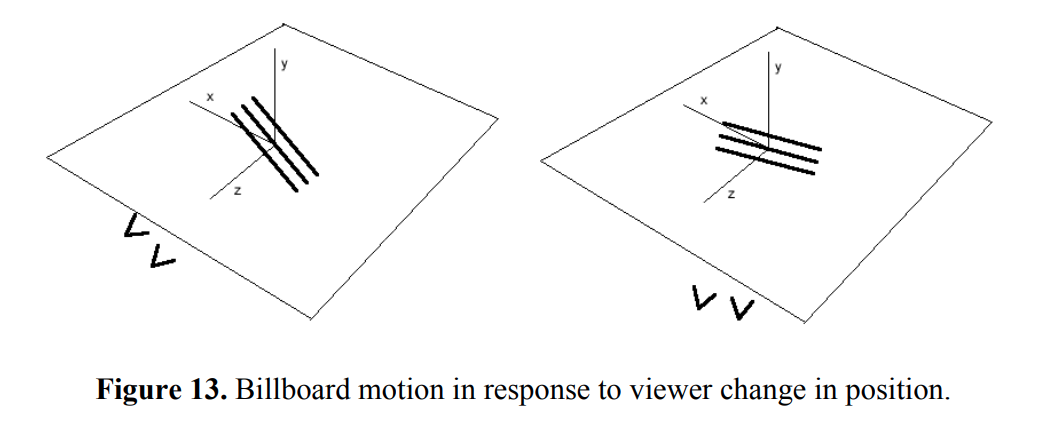 y
x
z
y
x
z
Figure 13. Billboard motion in response to viewer change in position.